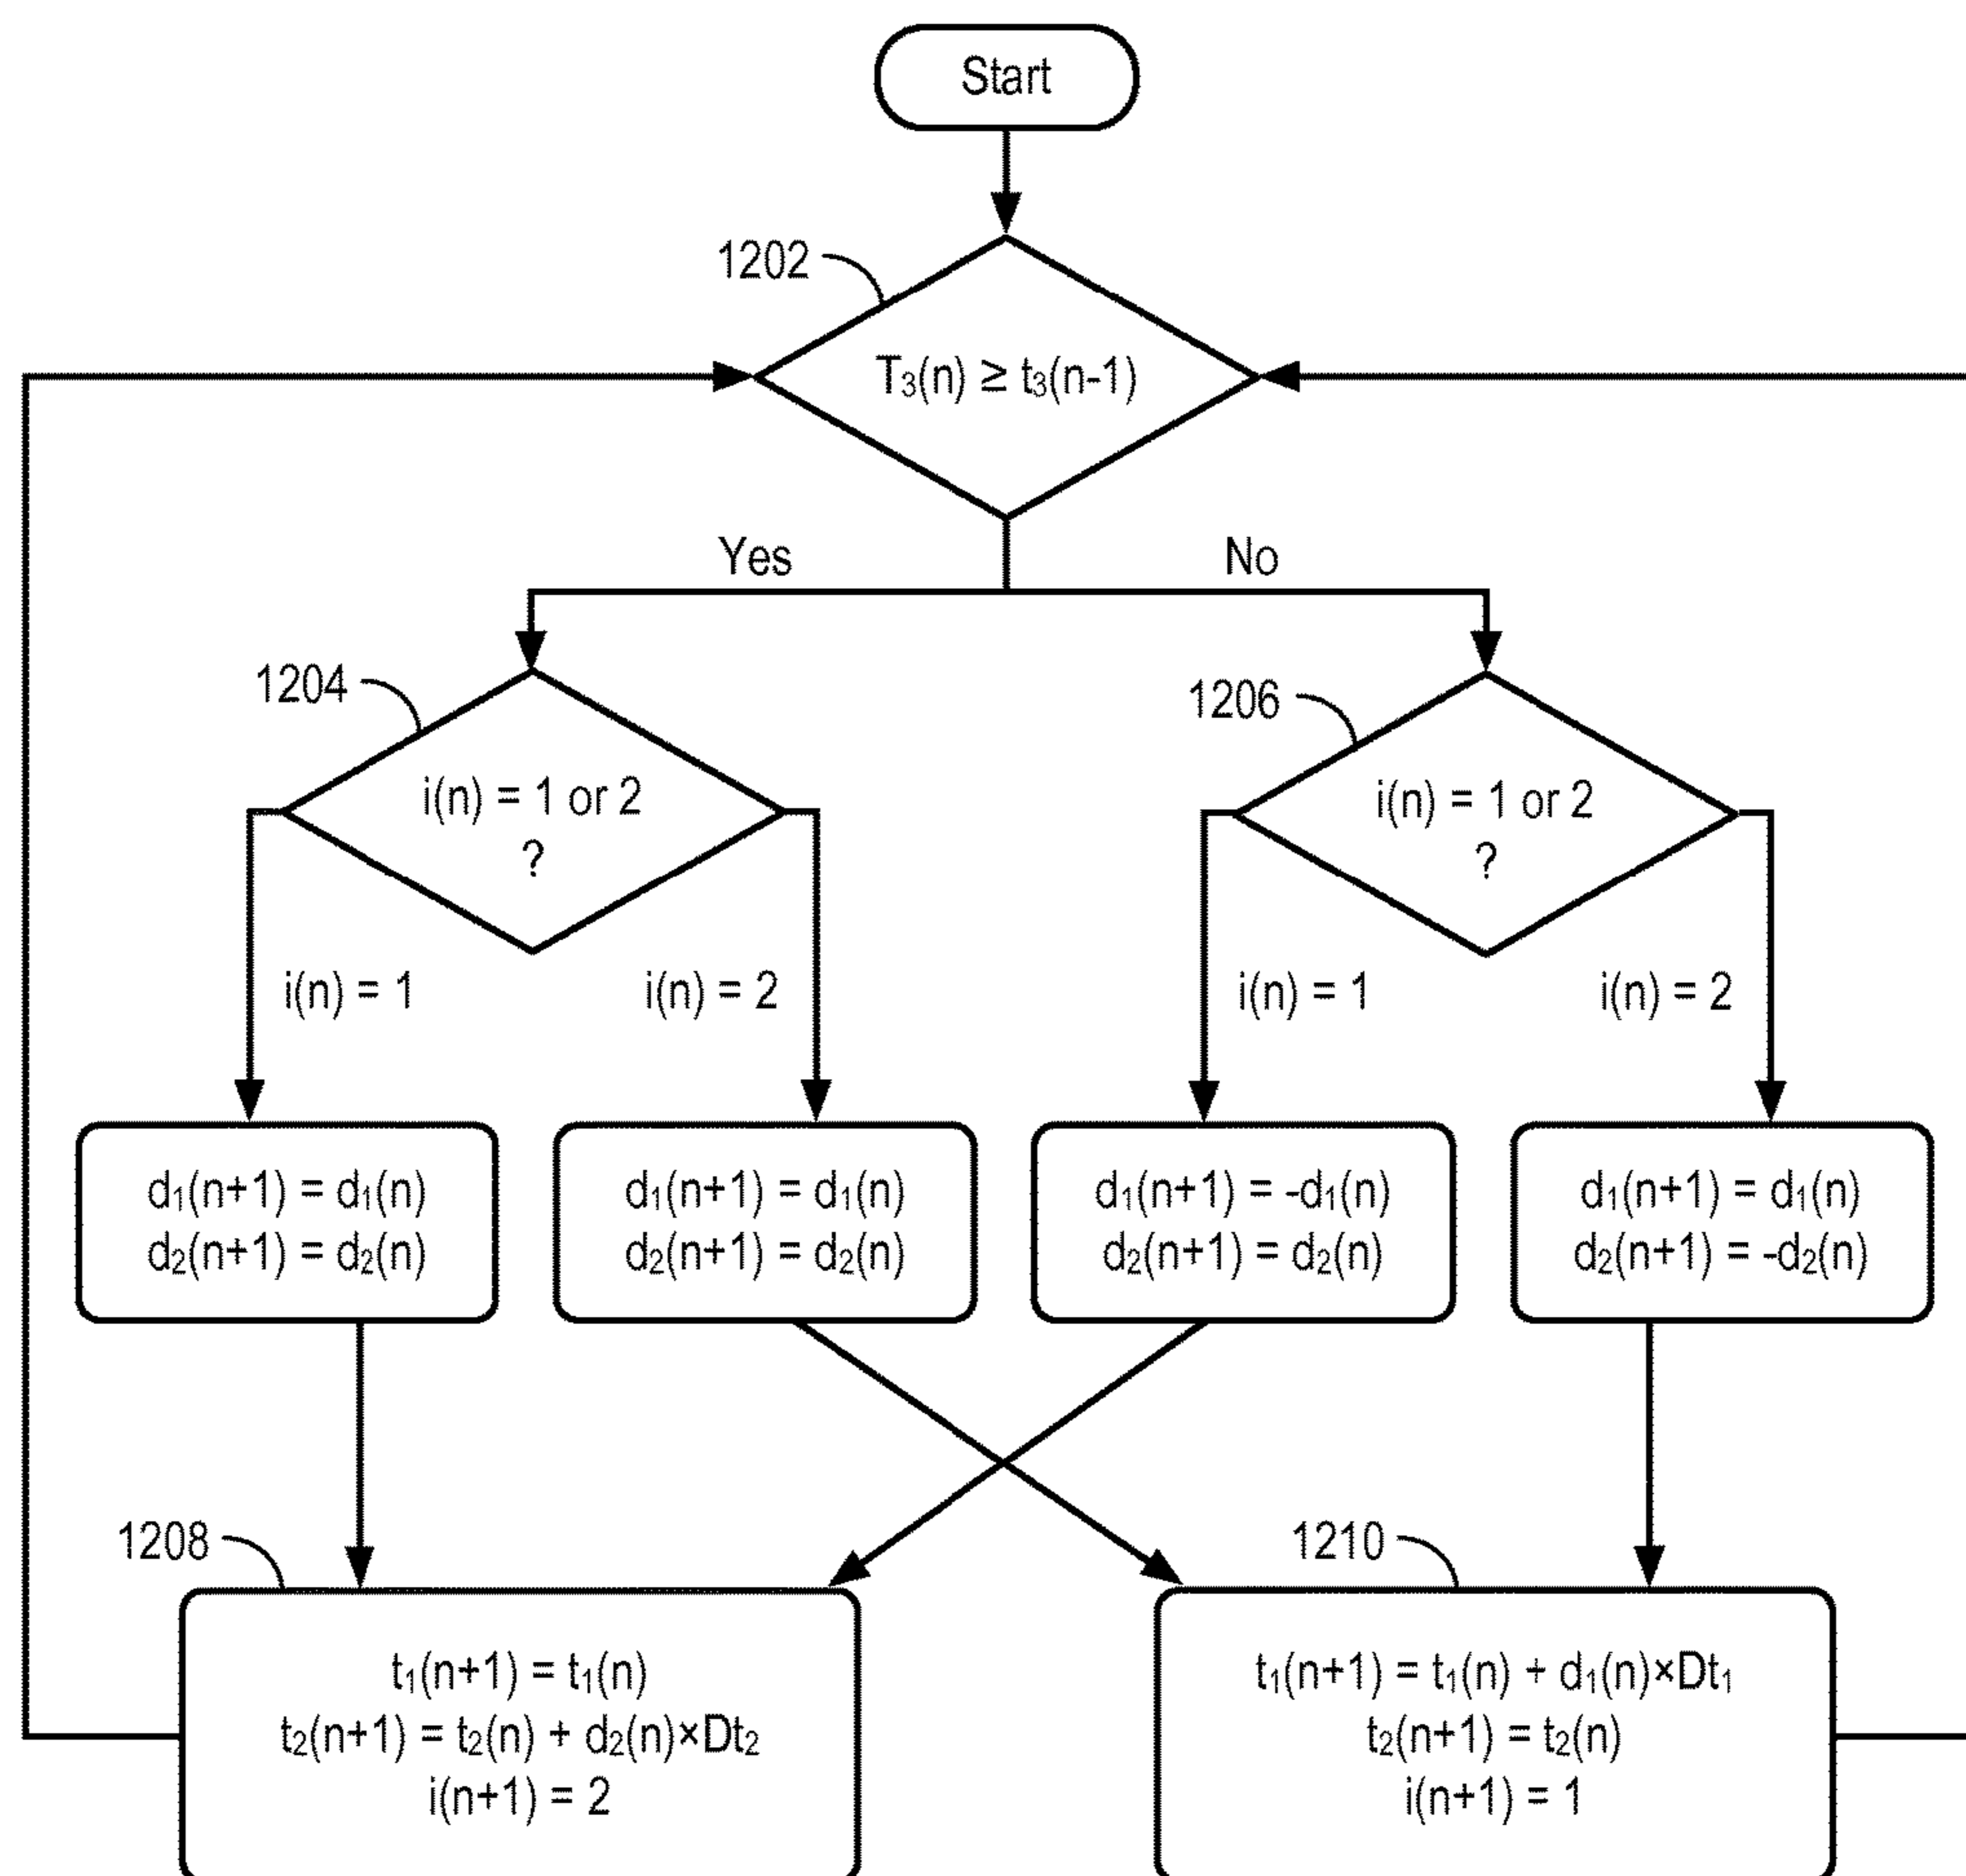 Start
1202
T₃(n) ≥ t₃(n-1)
Yes
No
1204
1206
i(n) = 1 or 2
?
i(n) = 1 or 2
?
i(n) = 1
i(n) = 2
i(n) = 1
i(n) = 2
d₁(n+1) = d₁(n)
d₂(n+1) = d₂(n)
d₁(n+1) = d₁(n)
d₂(n+1) = d₂(n)
d₁(n+1) = -d₁(n)
d₂(n+1) = d₂(n)
d₁(n+1) = d₁(n)
d₂(n+1) = -d₂(n)
1208
1210
t₁(n+1) = t₁(n)
t₂(n+1) = t₂(n) + d₂(n)×Dt₂
i(n+1) = 2
t₁(n+1) = t₁(n) + d₁(n)×Dt₁
t₂(n+1) = t₂(n)
i(n+1) = 1